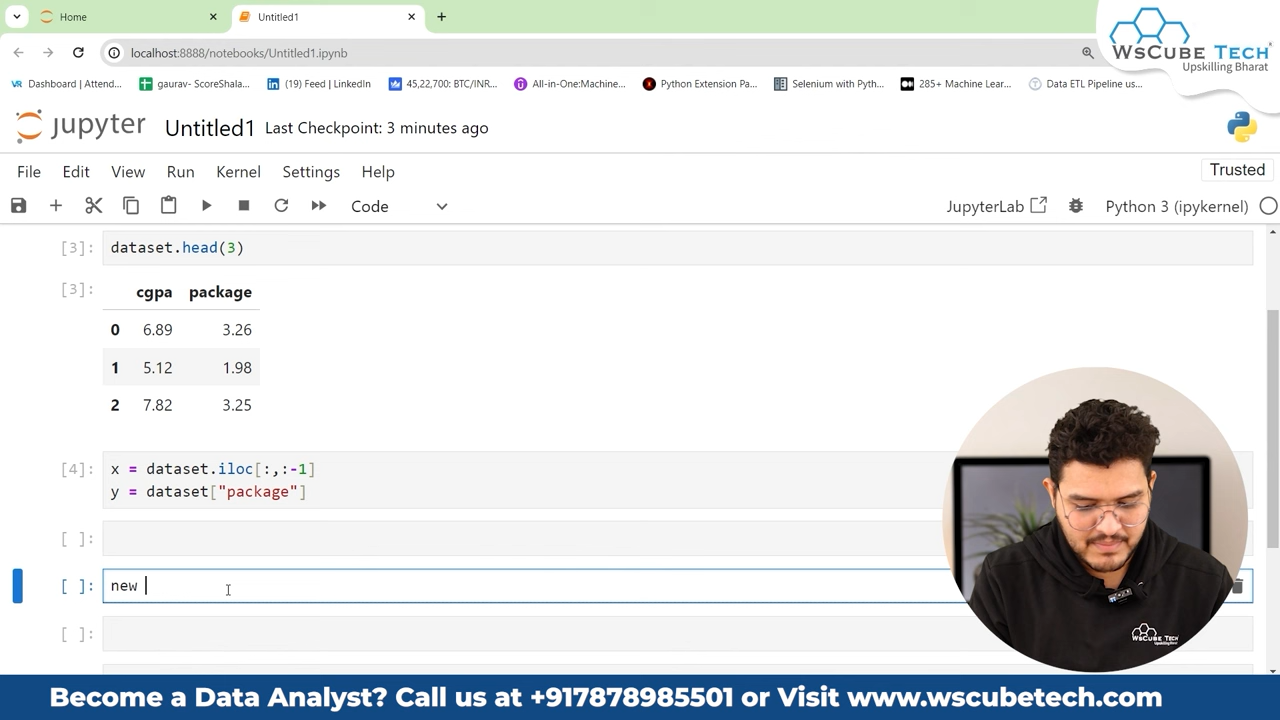 Home
Untitled1
localhost:8888/notebooks/Untitled1.ipynb
WsCube Tech
Upskilling Bharat
Dashboard | Attend...
gaurav- ScoreShala...
(19) Feed | LinkedIn
45,22,700: BTC/INR...
All-in-One:Machine...
Python Extension Pa...
Selenium with Pyth...
285+ Machine Lear...
Data ETL Pipeline us...
jupyter Untitled1 Last Checkpoint: 3 minutes ago
File Edit View Run Kernel Settings Help
Trusted
Code
JupyterLab
Python 3 (ipykernel)
[3]: dataset.head(3)
[3]:
cgpa package
0 6.89 3.26
1 5.12 1.98
2 7.82 3.25
[4]: x = dataset.iloc[:,:-1]
y = dataset["package"]
[ ]:
[ ]: new
[ ]:
WsCube Tech
Upskilling Bharat
Become a Data Analyst? Call us at +917878985501 or Visit www.wscubetech.com